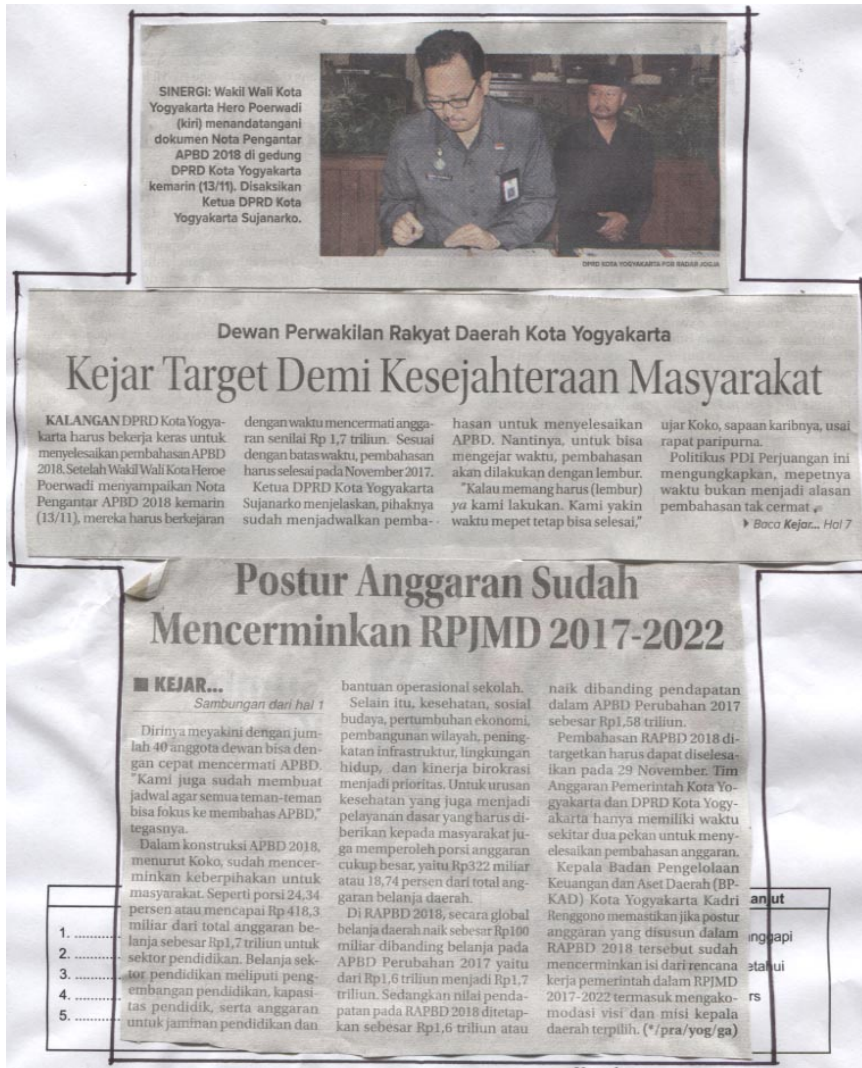 SINERGI: Wakil Wali Kota
Yogyakarta Hero Poerwadi
(kiri) menandatangani
dokumen Nota Pengantar
APBD 2018 di gedung
DPRD Kota Yogyakarta
kemarin (13/11). Disaksikan
Ketua DPRD Kota
Yogyakarta Sujanarko.
DPRD KOTA YOGYAKARTA FOR RADAR JOGJA
Dewan Perwakilan Rakyat Daerah Kota Yogyakarta
Kejar Target Demi Kesejahteraan Masyarakat
KALANGAN DPRD Kota Yogya-
karta harus bekerja keras untuk
menyelesaikan pembahasan APBD
2018. Setelah Wakil Wali Kota Heroe
Poerwadi menyampaikan Nota
Pengantar APBD 2018 kemarin
(13/11), mereka harus berkejaran
dengan waktu mencermati angga-
ran senilai Rp 1,7 triliun. Sesuai
dengan batas waktu, pembahasan
harus selesai pada November 2017.
Ketua DPRD Kota Yogyakarta
Sujanarko menjelaskan, pihaknya
sudah menjadwalkan pemba-
hasan untuk menyelesaikan
APBD. Nantinya, untuk bisa
mengejar waktu, pembahasan
akan dilakukan dengan lembur.
"Kalau memang harus (lembur)
ya kami lakukan. Kami yakin
waktu mepet tetap bisa selesai,"
ujar Koko, sapaan karibnya, usai
rapat paripurna.
Politikus PDI Perjuangan ini
mengungkapkan, mepetnya
waktu bukan menjadi alasan
pembahasan tak cermat
Baca Kejar... Hal 7
Postur Anggaran Sudah
Mencerminkan RPJMD 2017-2022
KEJAR...
Sambungan dari hal 1
Dirinya meyakini dengan jum-
lah 40 anggota dewan bisa den-
gan cepat mencermati APBD.
"Kami juga sudah membuat
jadwal agar semua teman-teman
bisa fokus ke membahas APBD,"
tegasnya.
Dalam konstruksi APBD 2018,
menurut Koko, sudah mencer-
minkan keberpihakan untuk
masyarakat. Seperti porsi 24,34
persen atau mencapai Rp 418,3
miliar dari total anggaran be-
lanja sebesar Rp1,7 triliun untuk
sektor pendidikan. Belanja sek-
tor pendidikan meliputi peng-
embangan pendidikan, kapasi-
tas pendidik, serta anggaran
untuk jaminan pendidikan dan
bantuan operasional sekolah.
Selain itu, kesehatan, sosial
budaya, pertumbuhan ekonomi,
pembangunan wilayah, pening-
katan infrastruktur, lingkungan
hidup, dan kinerja birokrasi
menjadi prioritas. Untuk urusan
kesehatan yang juga menjadi
pelayanan dasar yang harus di-
berikan kepada masyarakat ju-
ga memperoleh porsi anggaran
cukup besar, yaitu Rp322 miliar
atau 18,74 persen dari total ang-
garan belanja daerah.
Di RAPBD 2018, secara global
belanja daerah naik sebesar Rp100
miliar dibanding belanja pada
APBD Perubahan 2017 yaitu
dari Rp1,6 triliun menjadi Rp1,7
triliun. Sedangkan nilai penda-
patan pada RAPBD 2018 ditetap-
kan sebesar Rp1,6 triliun atau
naik dibanding pendapatan
dalam APBD Perubahan 2017
sebesar Rp1,58 triliun.
Pembahasan RAPBD 2018 di-
targetkan harus dapat diselesa-
ikan pada 29 November. Tim
Anggaran Pemerintah Kota Yo-
gyakarta dan DPRD Kota Yogy-
akarta hanya memiliki waktu
sekitar dua pekan untuk meny-
elesaikan pembahasan anggaran.
Kepala Badan Pengelolaan
Keuangan dan Aset Daerah (BP-
KAD) Kota Yogyakarta Kadri
Renggono memastikan jika postur
anggaran yang disusun dalam
RAPBD 2018 tersebut sudah
mencerminkan isi dari rencana
kerja pemerintah dalam RPJMD
2017-2022 termasuk mengako-
modasi visi dan misi kepala
daerah terpilih. (*/pra/yog/ga)
1. ..........
2. ..........
3. ..........
4. ..........
5. ..........
anjut
nggapi
etahui
rs